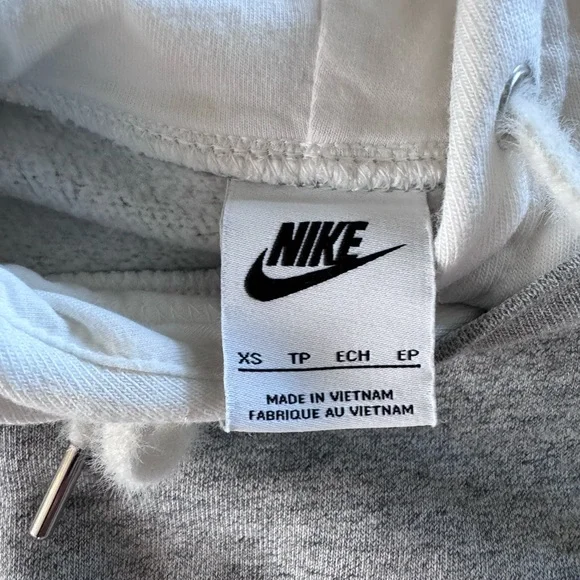 NIKE
XS TP ECH EP
MADE IN VIETNAM
FABRIQUE AU VIETNAM